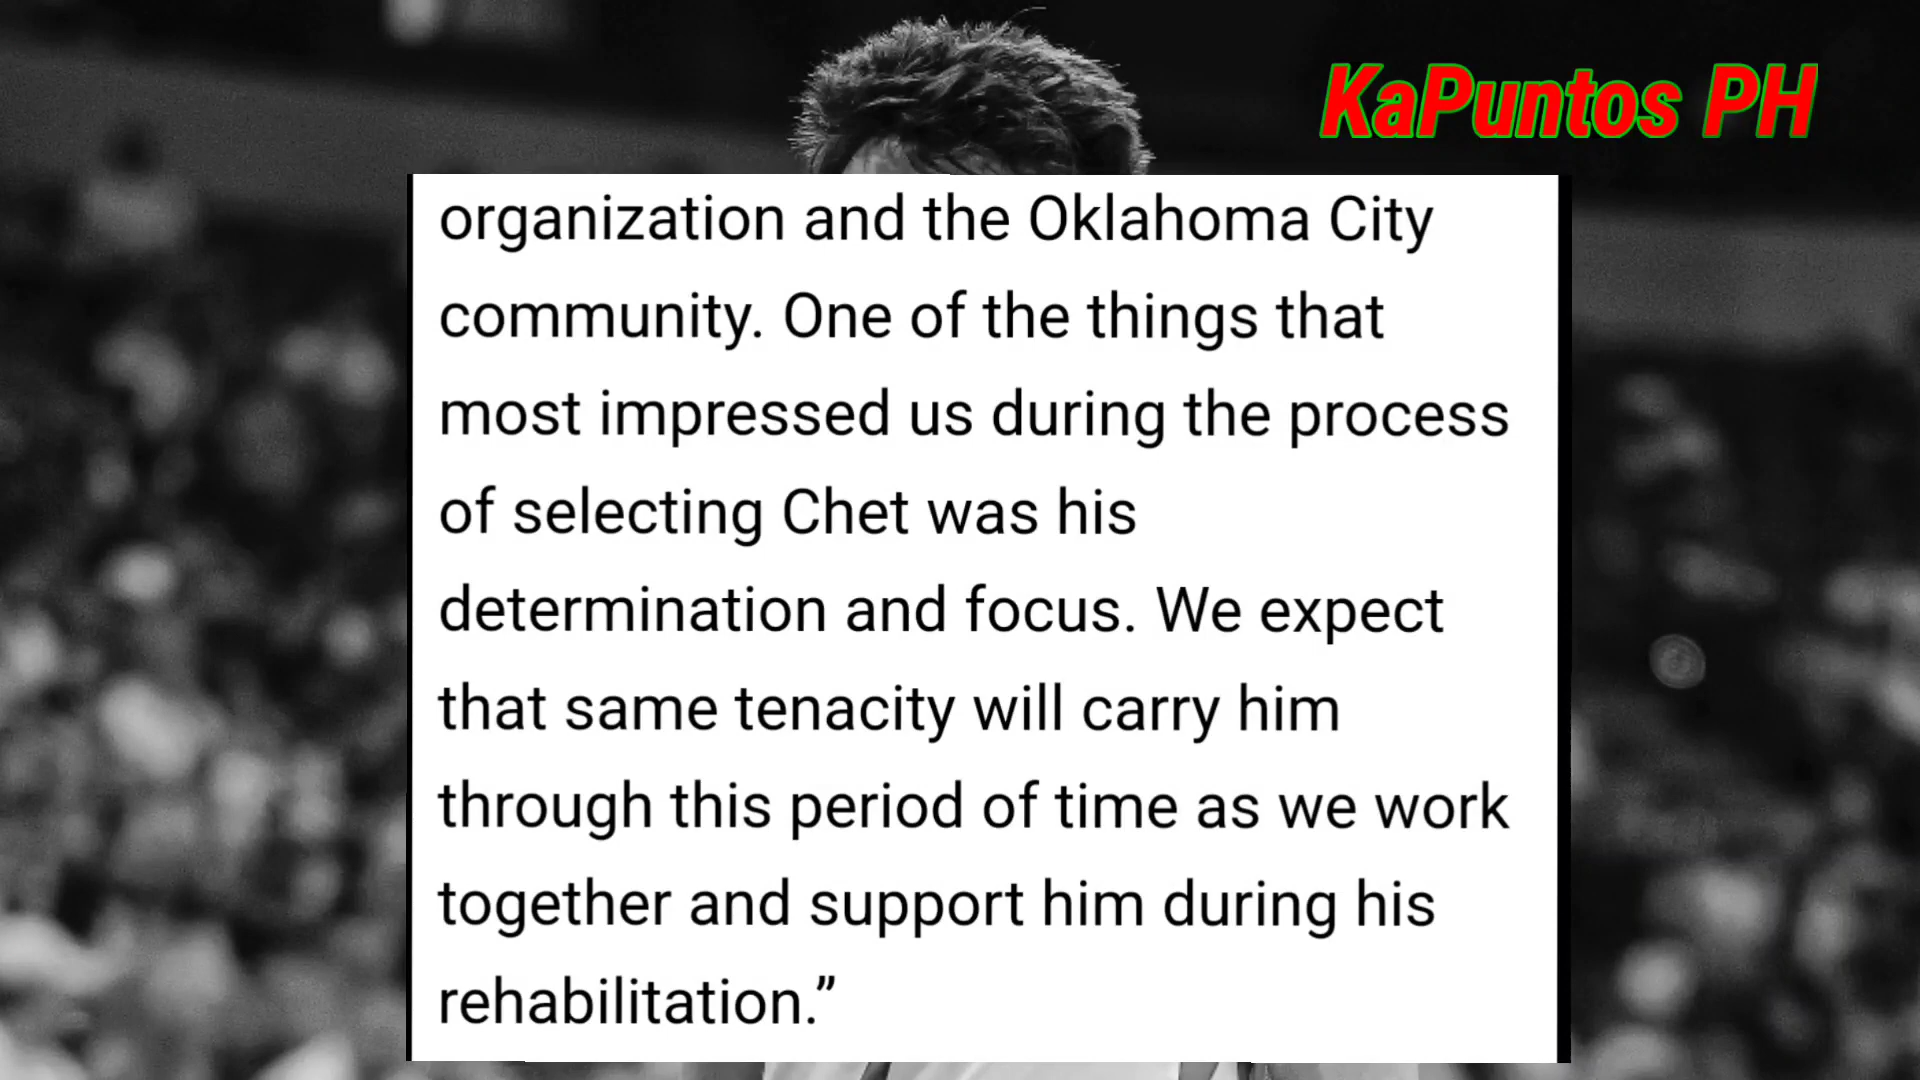 KaPuntos PH
organization and the Oklahoma City
community. One of the things that
most impressed us during the process
of selecting Chet was his
determination and focus. We expect
that same tenacity will carry him
through this period of time as we work
together and support him during his
rehabilitation.”